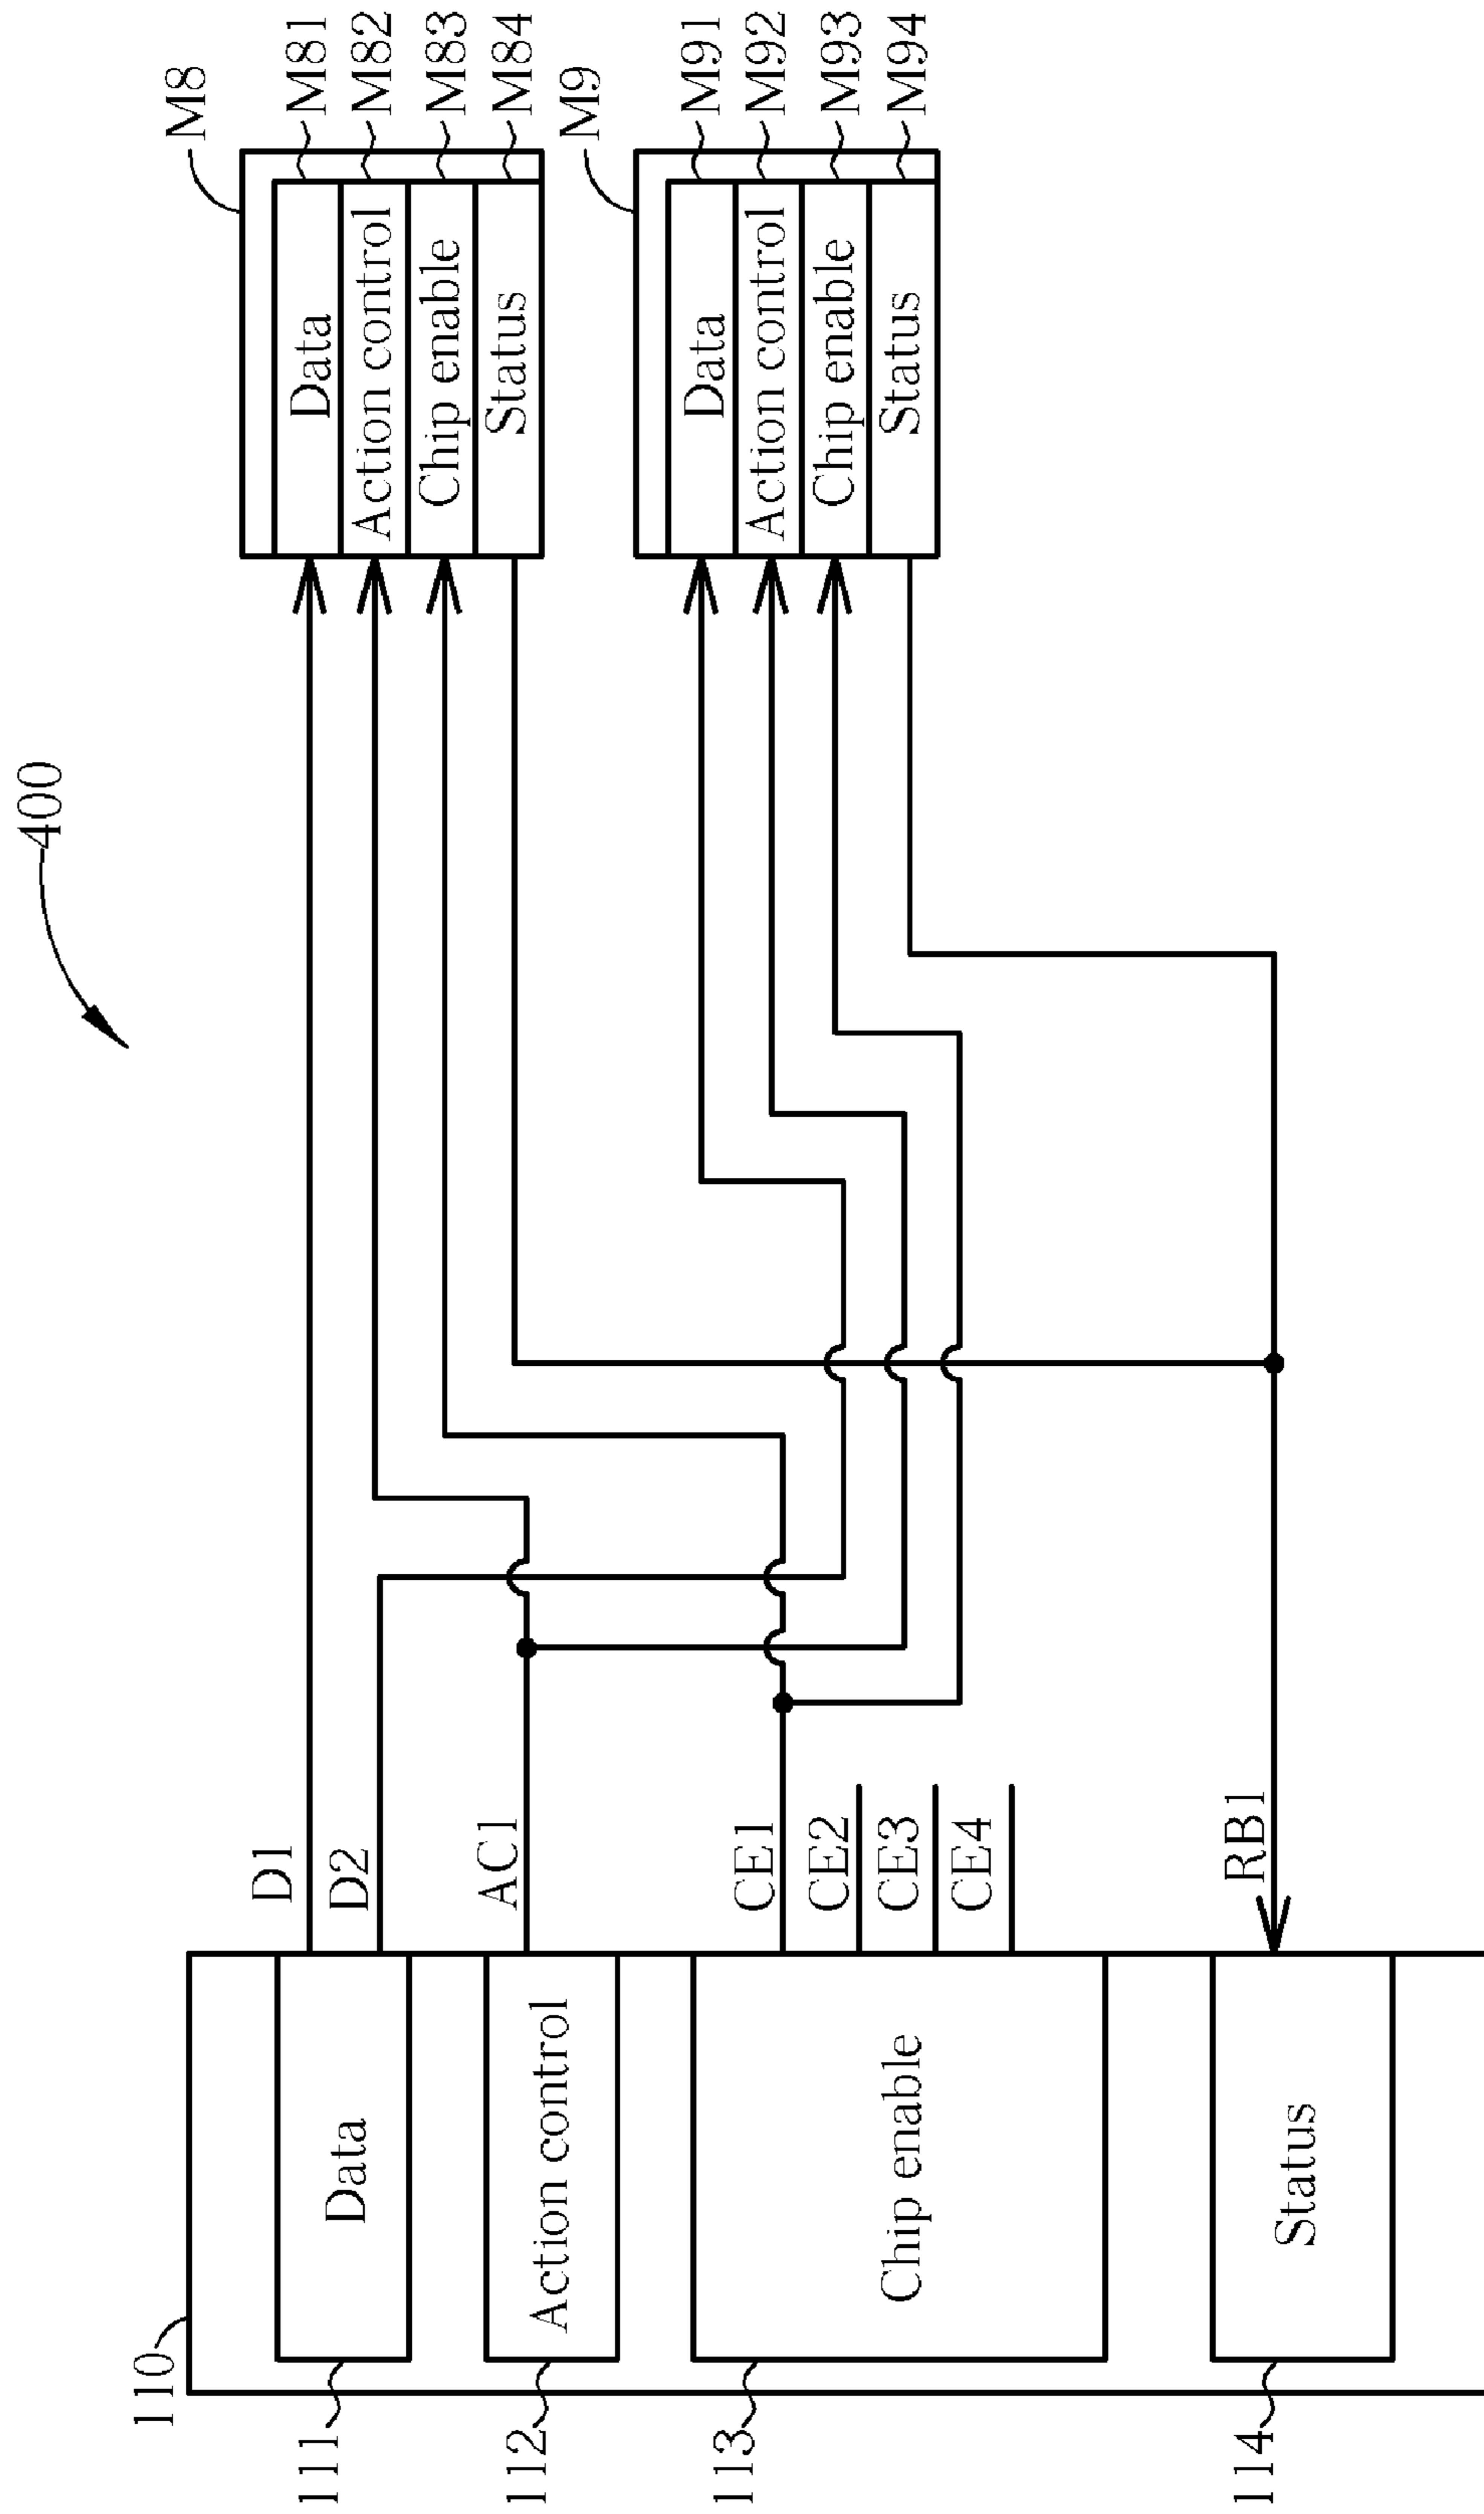 400
110
111
Data
112
Action control
113
Chip enable
114
Status
D1
D2
AC1
CE1
CE2
CE3
CE4
RB1
M8
Data
M81
Action control
M82
Chip enable
M83
Status
M84
M9
Data
M91
Action control
M92
Chip enable
M93
Status
M94